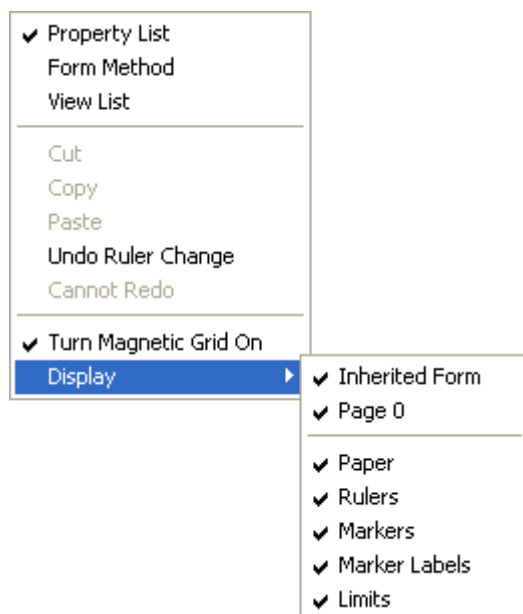 Property List
Form Method
View List
Cut
Copy
Paste
Undo Ruler Change
Cannot Redo
Turn Magnetic Grid On
Display
Inherited Form
Page 0
Paper
Rulers
Markers
Marker Labels
Limits